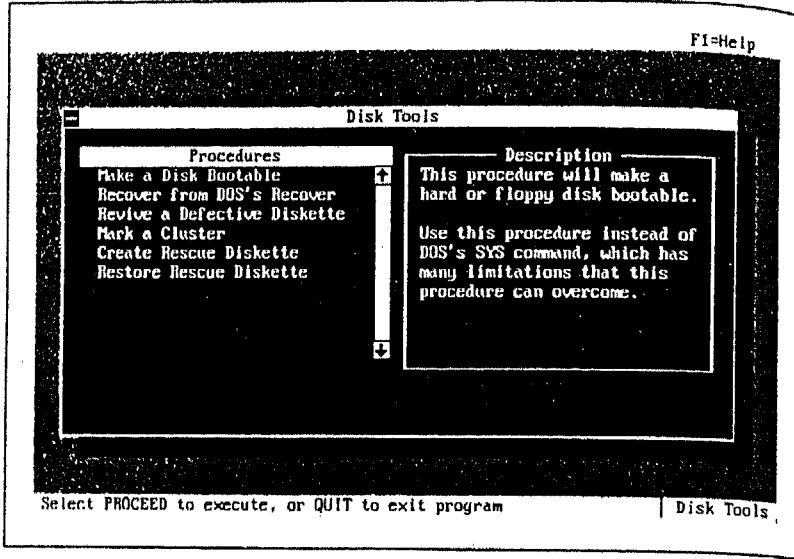 F1=Help
Disk Tools
Procedures
Make a Disk Bootable
Recover from DOS's Recover
Revive a Defective Diskette
Mark a Cluster
Create Rescue Diskette
Restore Rescue Diskette
Description
This procedure will make a
hard or floppy disk bootable.
Use this procedure instead of
DOS's SYS command, which has
many limitations that this
procedure can overcome.
Select PROCEED to execute, or QUIT to exit program
Disk Tools